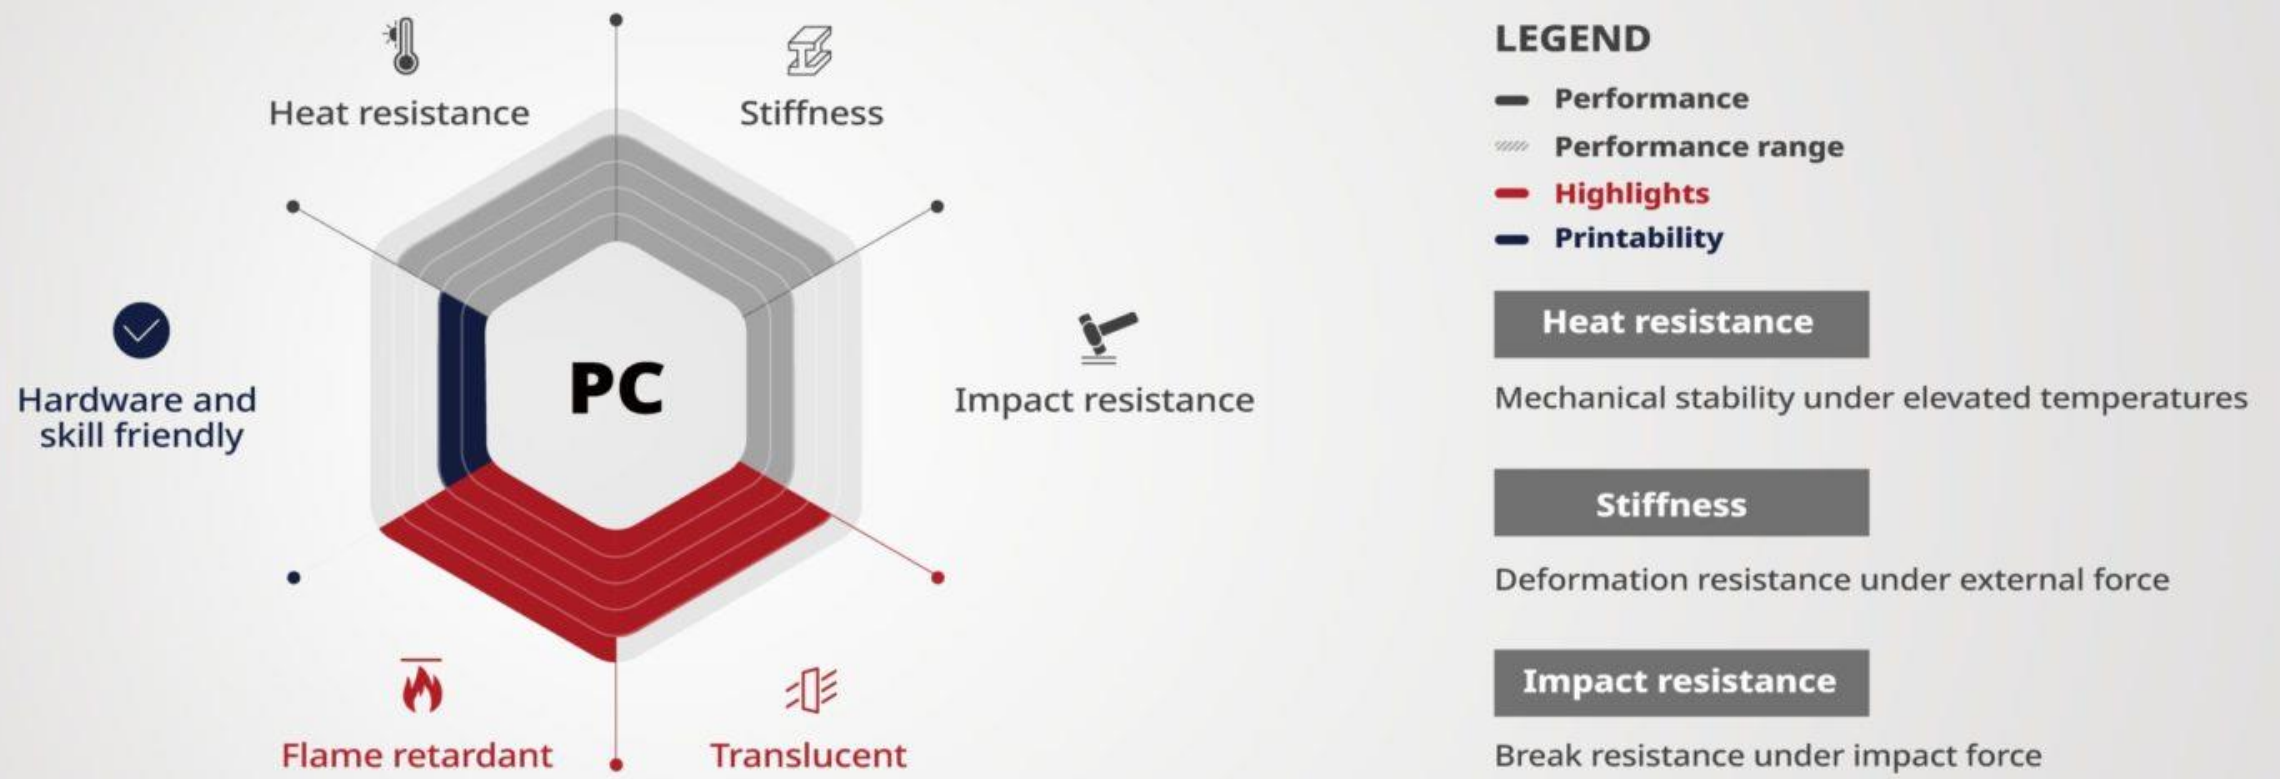 Heat resistance
Stiffness
Hardware and
skill friendly
PC
Impact resistance
Flame retardant
Translucent
LEGEND
Performance
Performance range
Highlights
Printability
Heat resistance
Mechanical stability under elevated temperatures
Stiffness
Deformation resistance under external force
Impact resistance
Break resistance under impact force